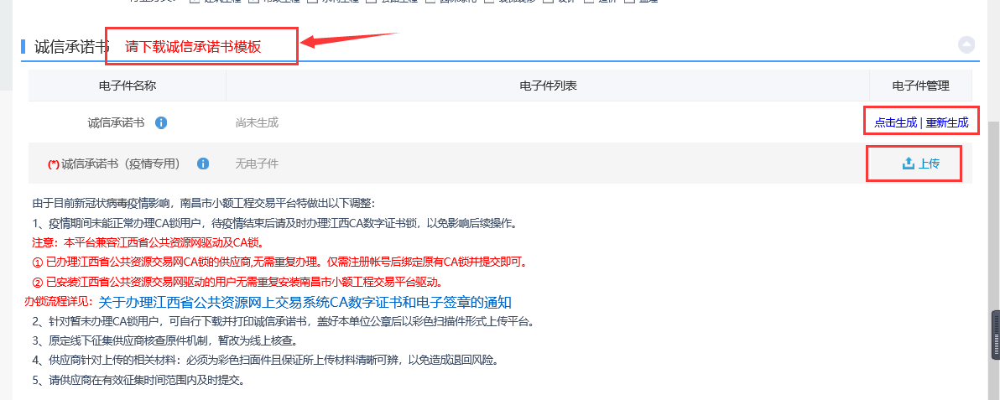 诚信承诺书 请下载诚信承诺书模板
电子件名称 电子件列表 电子件管理
诚信承诺书 尚未生成 点击生成 | 重新生成
(*) 诚信承诺书（疫情专用） 无电子件 上传
由于目前新冠状病毒疫情影响，南昌市小额工程交易平台特做出以下调整：
1、疫情期间未能正常办理CA锁用户，待疫情结束后请及时办理江西CA数字证书锁，以免影响后续操作。
注意：本平台兼容江西省公共资源网驱动及CA锁。
① 已办理江西省公共资源交易网CA锁的供应商,无需重复办理。仅需注册帐号后绑定原有CA锁并提交即可。
② 已安装江西省公共资源交易网驱动的用户无需重复安装南昌市小额工程交易平台驱动。
办锁流程详见：关于办理江西省公共资源网上交易系统CA数字证书和电子签章的通知
2、针对暂未办理CA锁用户，可自行下载并打印诚信承诺书，盖好本单位公章后以彩色扫描件形式上传平台。
3、原定线下征集供应商核查原件机制，暂改为线上核查。
4、供应商针对上传的相关材料：必须为彩色扫面件且保证所上传材料清晰可辨，以免造成退回风险。
5、请供应商在有效征集时间范围内及时提交。